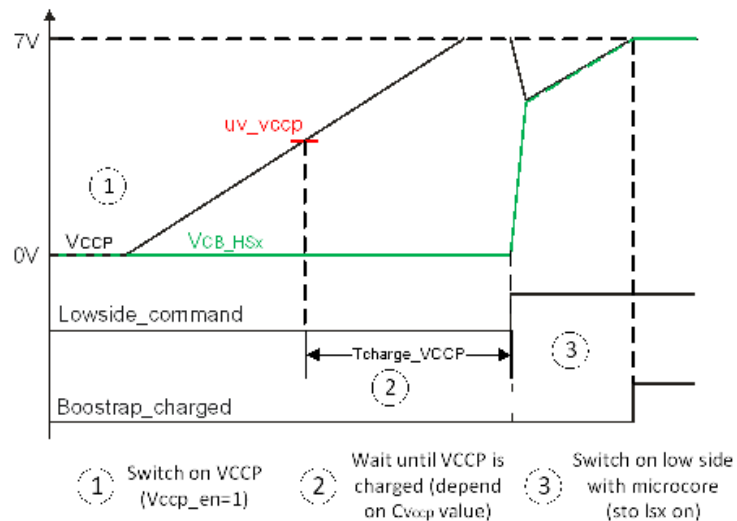 7V
uv_vccp
1
VCCP
VCB_HSx
0V
Lowside_command
Tcharge_VCCP
3
2
Boostrap_charged
1 Switch on VCCP
(Vccp_en=1)
2 Wait until VCCP is
charged (depend
on CVccp value)
3 Switch on low side
with microcore
(sto lsx on)